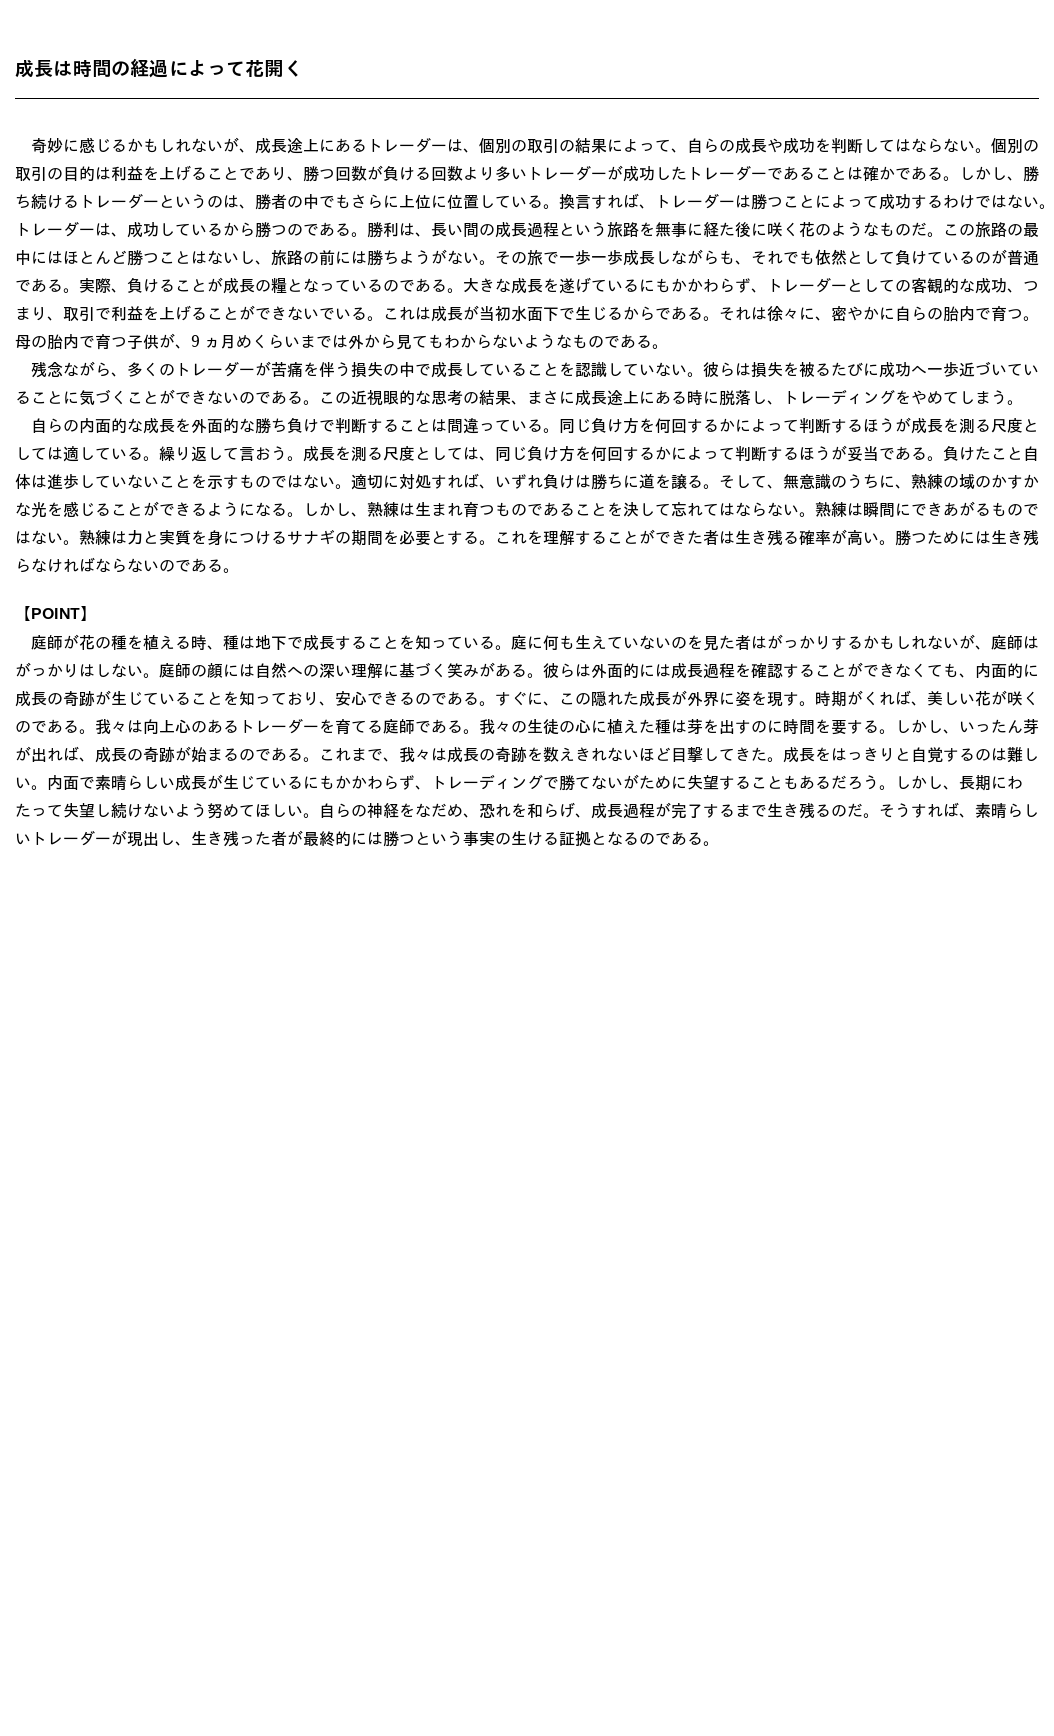 成長は時間の経過によって花開く
　奇妙に感じるかもしれないが、成長途上にあるトレーダーは、個別の取引の結果によって、自らの成長や成功を判断してはならない。個別の
取引の目的は利益を上げることであり、勝つ回数が負ける回数より多いトレーダーが成功したトレーダーであることは確かである。しかし、勝
ち続けるトレーダーというのは、勝者の中でもさらに上位に位置している。換言すれば、トレーダーは勝つことによって成功するわけではない。
トレーダーは、成功しているから勝つのである。勝利は、長い間の成長過程という旅路を無事に経た後に咲く花のようなものだ。この旅路の最
中にはほとんど勝つことはないし、旅路の前には勝ちようがない。その旅で一歩一歩成長しながらも、それでも依然として負けているのが普通
である。実際、負けることが成長の糧となっているのである。大きな成長を遂げているにもかかわらず、トレーダーとしての客観的な成功、つ
まり、取引で利益を上げることができないでいる。これは成長が当初水面下で生じるからである。それは徐々に、密やかに自らの胎内で育つ。
母の胎内で育つ子供が、9 ヵ月めくらいまでは外から見てもわからないようなものである。
　残念ながら、多くのトレーダーが苦痛を伴う損失の中で成長していることを認識していない。彼らは損失を被るたびに成功へ一歩近づいてい
ることに気づくことができないのである。この近視眼的な思考の結果、まさに成長途上にある時に脱落し、トレーディングをやめてしまう。
　自らの内面的な成長を外面的な勝ち負けで判断することは間違っている。同じ負け方を何回するかによって判断するほうが成長を測る尺度と
しては適している。繰り返して言おう。成長を測る尺度としては、同じ負け方を何回するかによって判断するほうが妥当である。負けたこと自
体は進歩していないことを示すものではない。適切に対処すれば、いずれ負けは勝ちに道を譲る。そして、無意識のうちに、熟練の域のかすか
な光を感じることができるようになる。しかし、熟練は生まれ育つものであることを決して忘れてはならない。熟練は瞬間にできあがるもので
はない。熟練は力と実質を身につけるサナギの期間を必要とする。これを理解することができた者は生き残る確率が高い。勝つためには生き残
らなければならないのである。
【POINT】
　庭師が花の種を植える時、種は地下で成長することを知っている。庭に何も生えていないのを見た者はがっかりするかもしれないが、庭師は
がっかりはしない。庭師の顔には自然への深い理解に基づく笑みがある。彼らは外面的には成長過程を確認することができなくても、内面的に
成長の奇跡が生じていることを知っており、安心できるのである。すぐに、この隠れた成長が外界に姿を現す。時期がくれば、美しい花が咲く
のである。我々は向上心のあるトレーダーを育てる庭師である。我々の生徒の心に植えた種は芽を出すのに時間を要する。しかし、いったん芽
が出れば、成長の奇跡が始まるのである。これまで、我々は成長の奇跡を数えきれないほど目撃してきた。成長をはっきりと自覚するのは難し
い。内面で素晴らしい成長が生じているにもかかわらず、トレーディングで勝てないがために失望することもあるだろう。しかし、長期にわ
たって失望し続けないよう努めてほしい。自らの神経をなだめ、恐れを和らげ、成長過程が完了するまで生き残るのだ。そうすれば、素晴らし
いトレーダーが現出し、生き残った者が最終的には勝つという事実の生ける証拠となるのである。